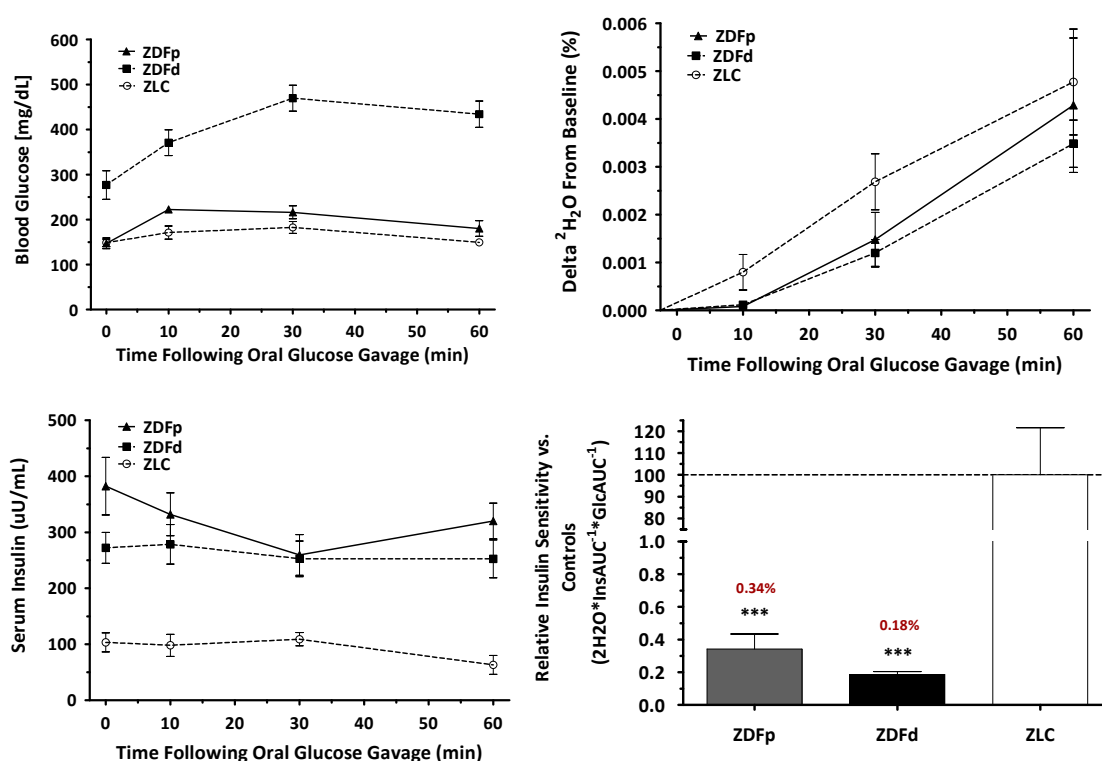 600
500
400
300
200
100
0
Blood Glucose [mg/dL]
ZDFp
ZDFd
ZLC
0 10 20 30 40 50 60
Time Following Oral Glucose Gavage (min)
0.006
0.005
0.004
0.003
0.002
0.001
0.000
Delta ²H₂O From Baseline (%)
ZDFp
ZDFd
ZLC
0 10 20 30 40 50 60
Time Following Oral Glucose Gavage (min)
500
400
300
200
100
0
Serum Insulin (uU/mL)
ZDFp
ZDFd
ZLC
0 10 20 30 40 50 60
Time Following Oral Glucose Gavage (min)
Relative Insulin Sensitivity vs.
Controls
(2H2O*InsAUC⁻¹*GlcAUC⁻¹)
120
110
100
90
80
1.0
0.8
0.6
0.4
0.2
0.0
0.34%
***
0.18%
***
ZDFp ZDFd ZLC